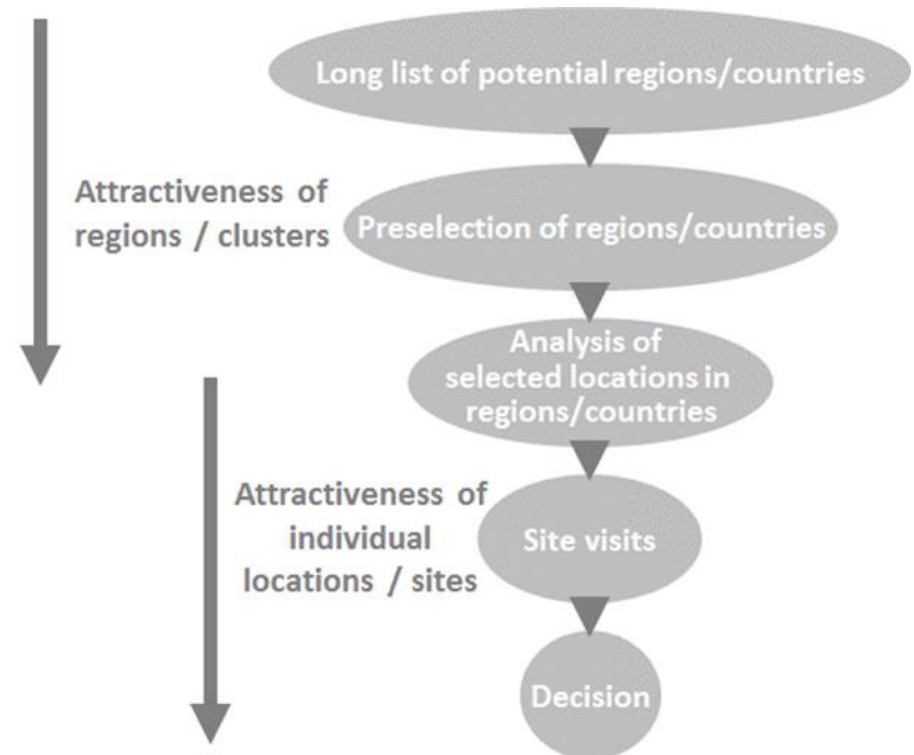 Long list of potential regions/countries
Attractiveness of
regions / clusters
Preselection of regions/countries
Analysis of
selected locations in
regions/countries
Attractiveness of
individual
locations / sites
Site visits
Decision